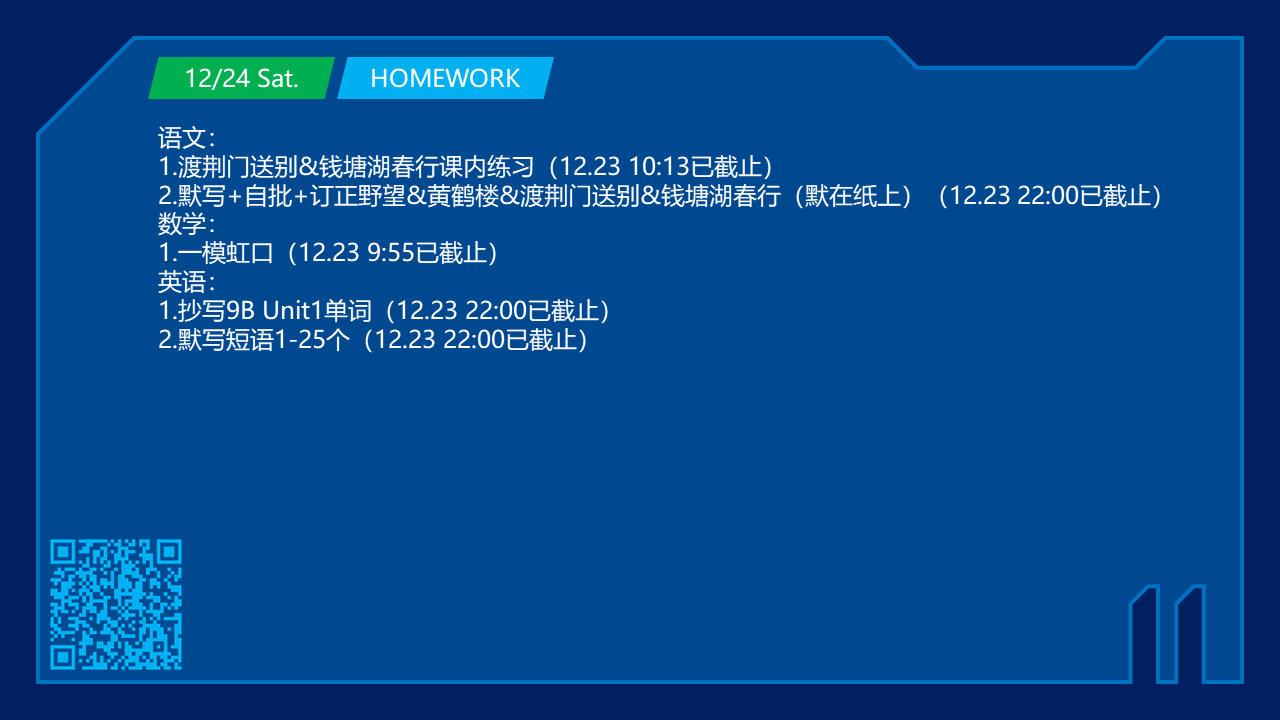 12/24 Sat.
HOMEWORK
语文：
1.渡荆门送别&钱塘湖春行课内练习（12.23 10:13已截止）
2.默写+自批+订正野望&黄鹤楼&渡荆门送别&钱塘湖春行（默在纸上）（12.23 22:00已截止）
数学：
1.一模虹口（12.23 9:55已截止）
英语：
1.抄写9B Unit1单词（12.23 22:00已截止）
2.默写短语1-25个（12.23 22:00已截止）